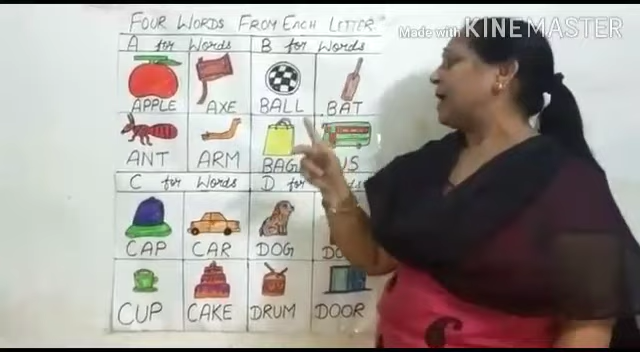 FOUR WORDS FROM EACH LETTER
Made with KINEMASTER
A for Words B for Words
APPLE AXE BALL BAT
ANT ARM BAG
C for Words D for
CAP CAR DOG
CUP CAKE DRUM DOOR